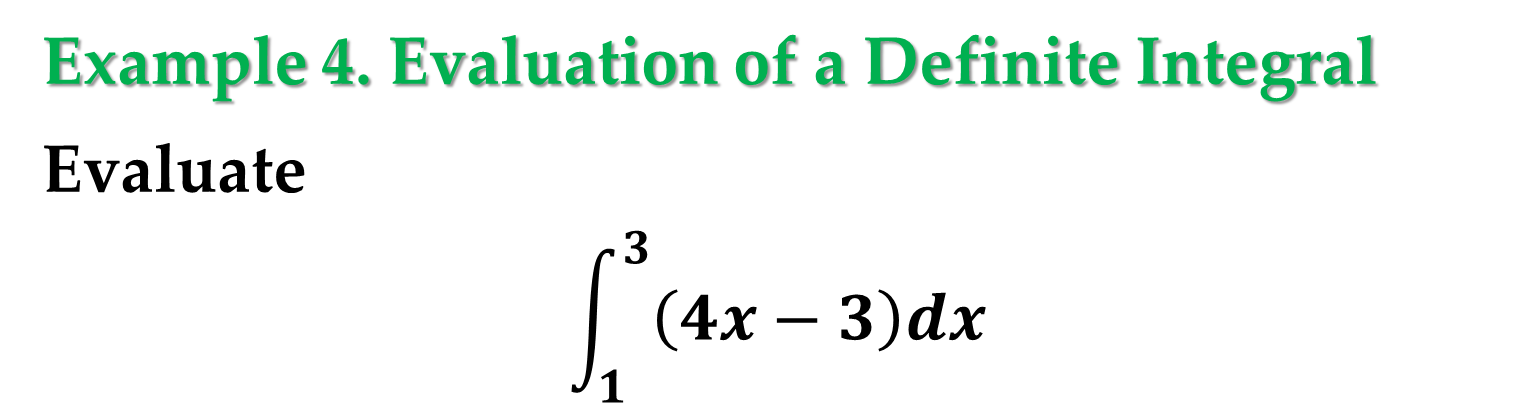 Example 4. Evaluation of a Definite Integral
Evaluate
∫₁³ (4x − 3)dx